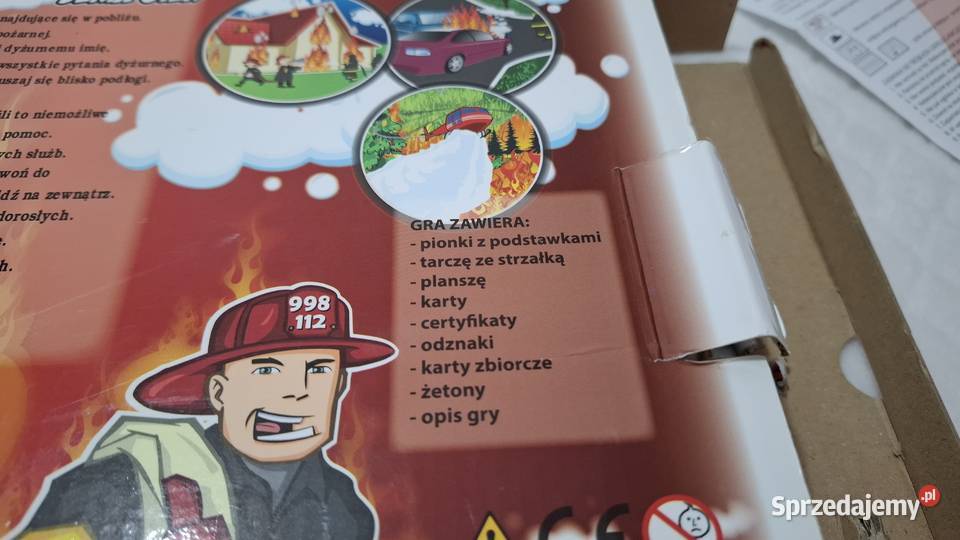 najdujące się w pobliżu.
pożarnej.
dyżurnemu imię.
wszystkie pytania dyżurnego.
uszaj się blisko podłogi.
li to niemożliwe
pomoc.
ych służb.
woń do
idź na zewnątrz.
dorosłych.
e.
h.
GRA ZAWIERA:
- pionki z podstawkami
- tarczę ze strzałką
- planszę
- karty
- certyfikaty
- odznaki
- karty zbiorcze
- żetony
- opis gry
998
112
CE
Sprzedajemy.pl